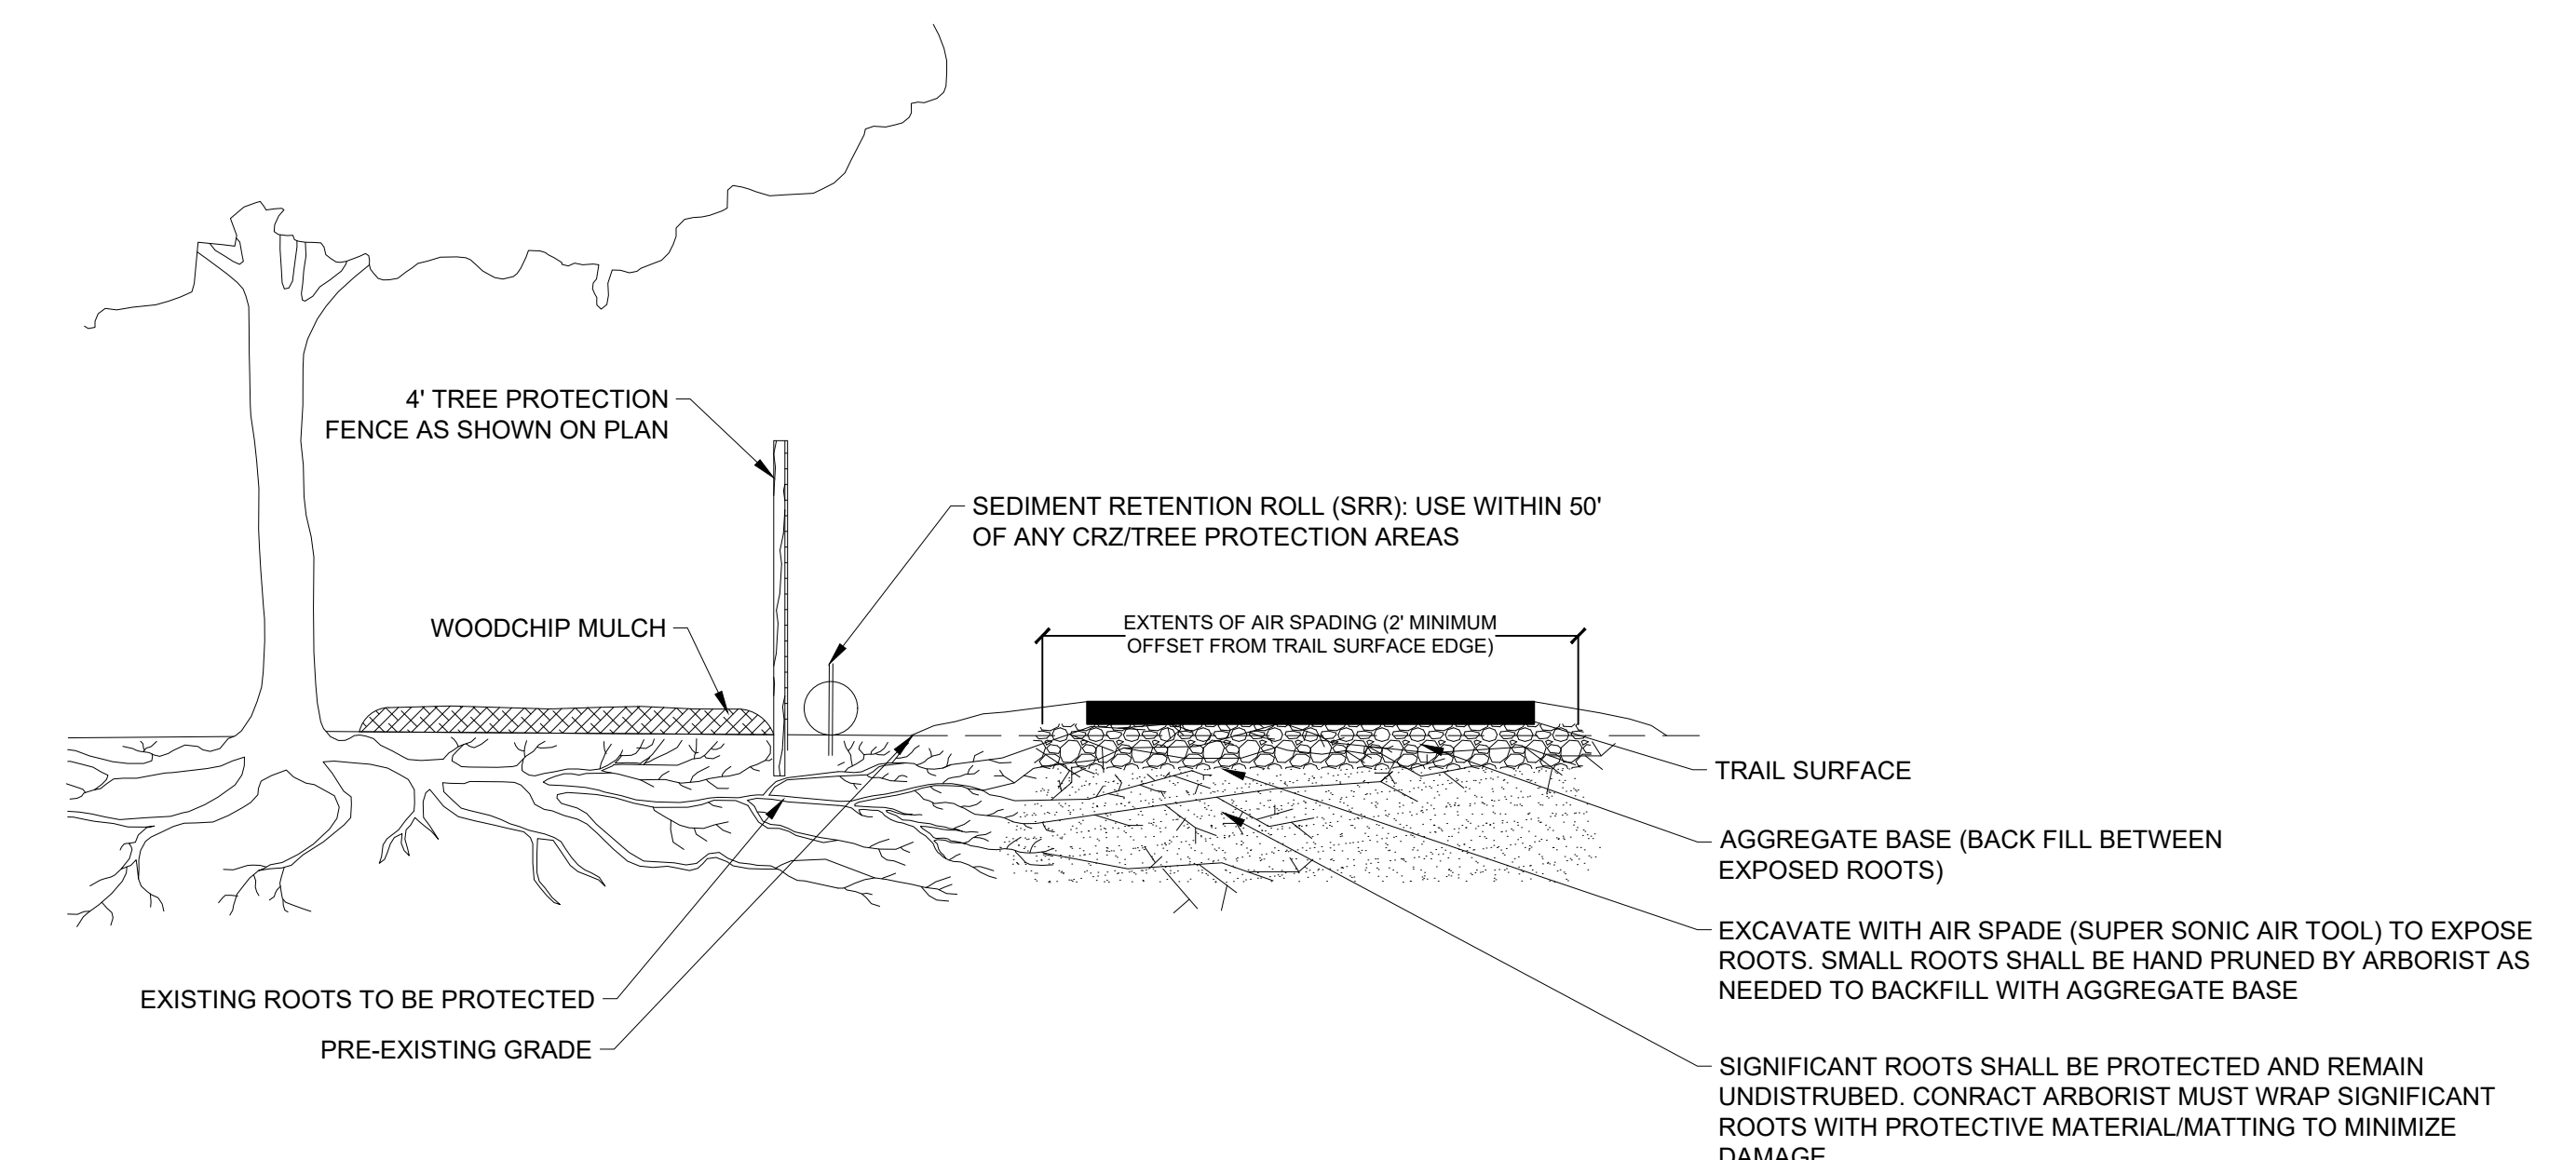 4' TREE PROTECTION
FENCE AS SHOWN ON PLAN
SEDIMENT RETENTION ROLL (SRR): USE WITHIN 50'
OF ANY CRZ/TREE PROTECTION AREAS
WOODCHIP MULCH
EXTENTS OF AIR SPADING (2' MINIMUM
OFFSET FROM TRAIL SURFACE EDGE)
TRAIL SURFACE
AGGREGATE BASE (BACK FILL BETWEEN
EXPOSED ROOTS)
EXCAVATE WITH AIR SPADE (SUPER SONIC AIR TOOL) TO EXPOSE
ROOTS. SMALL ROOTS SHALL BE HAND PRUNED BY ARBORIST AS
NEEDED TO BACKFILL WITH AGGREGATE BASE
EXISTING ROOTS TO BE PROTECTED
PRE-EXISTING GRADE
SIGNIFICANT ROOTS SHALL BE PROTECTED AND REMAIN
UNDISTRUBED. CONRACT ARBORIST MUST WRAP SIGNIFICANT
ROOTS WITH PROTECTIVE MATERIAL/MATTING TO MINIMIZE
DAMAGE